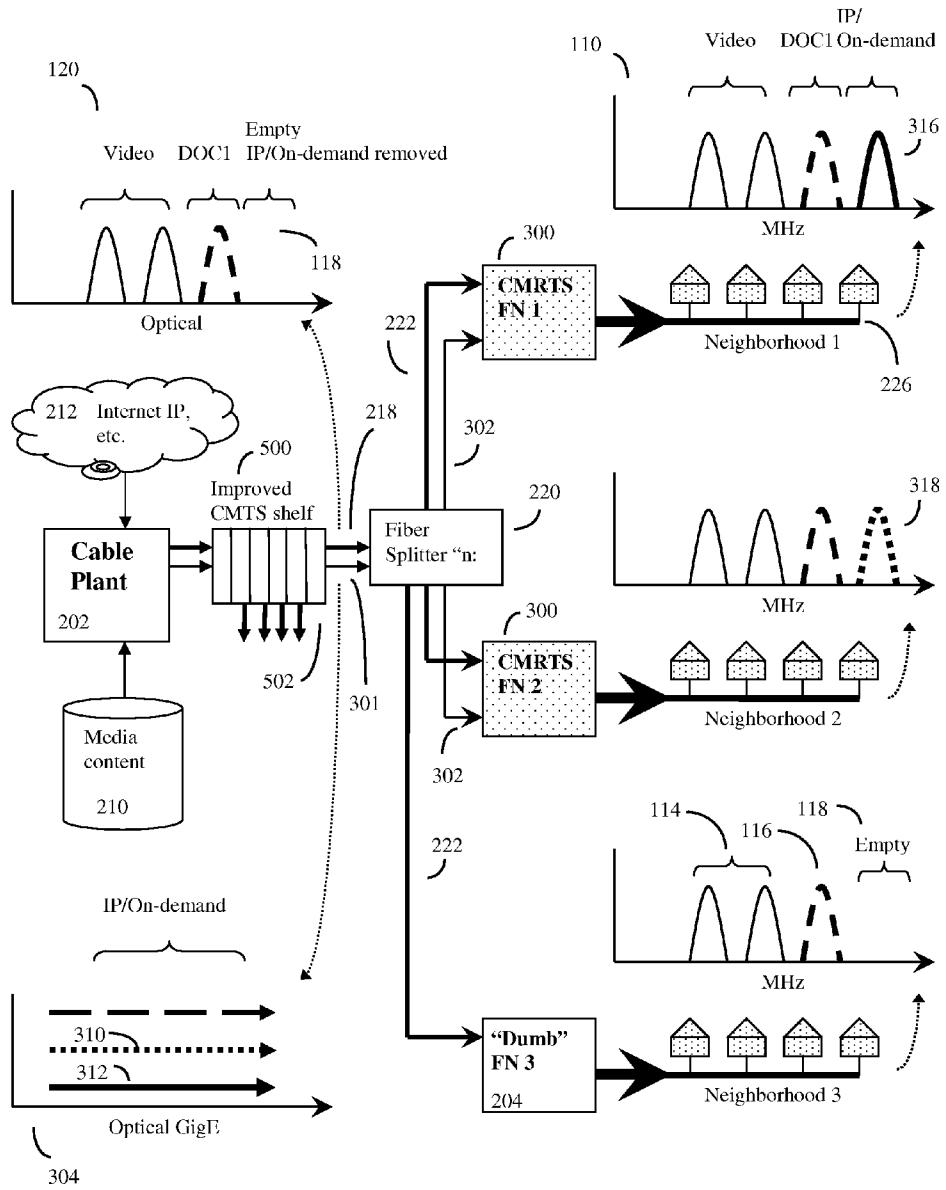 120
Video DOC1 Empty
IP/On-demand removed
118
Optical
110
Video DOC1 IP/
On-demand
316
MHz
300
CMRTS
FN 1
Neighborhood 1
226
222
212 Internet IP,
etc.
500
Improved
CMTS shelf
218
302
220
Fiber
Splitter “n:
Cable
Plant
202
502
301
318
MHz
300
CMRTS
FN 2
Neighborhood 2
302
Media
content
210
222
114
116
118
Empty
MHz
IP/On-demand
310
312
Optical GigE
304
“Dumb”
FN 3
204
Neighborhood 3